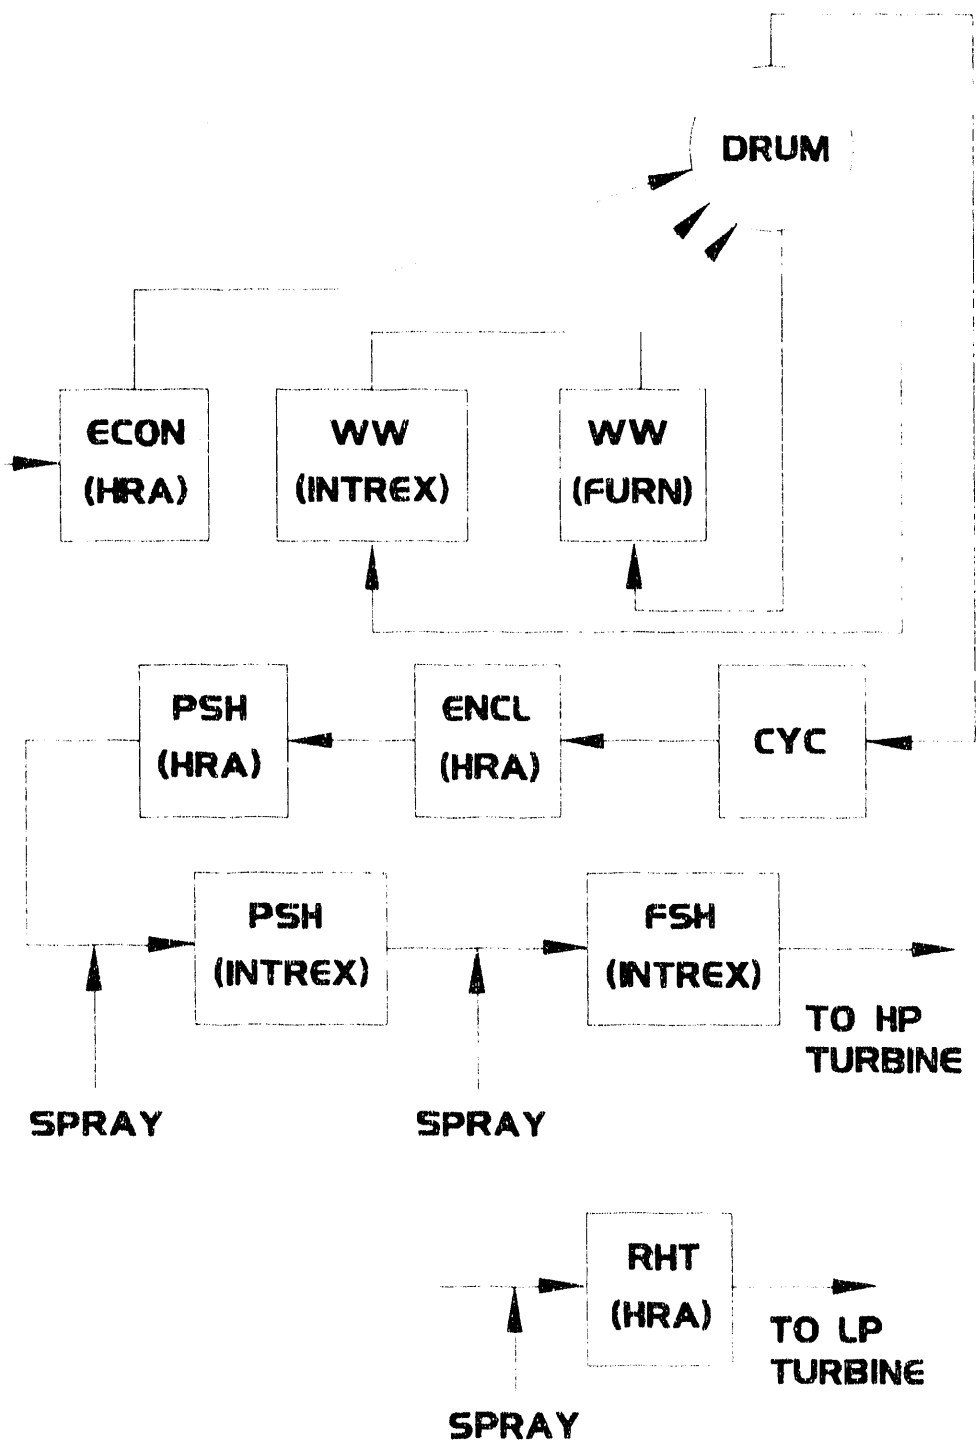 DRUM
ECON
(HRA)
WW
(INTREX)
WW
(FURN)
PSH
(HRA)
ENCL
(HRA)
CYC
PSH
(INTREX)
FSH
(INTREX)
TO HP
TURBINE
SPRAY
SPRAY
RHT
(HRA)
TO LP
TURBINE
SPRAY